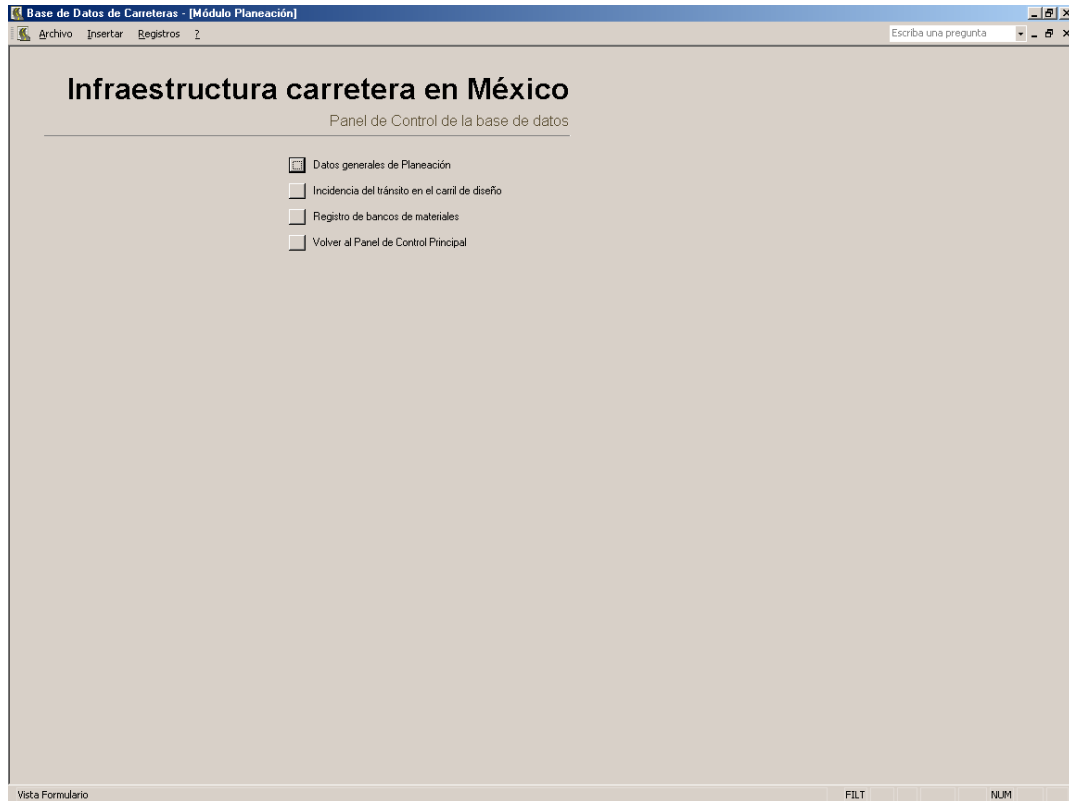 Base de Datos de Carreteras - [Módulo Planeación]
Archivo Insertar Registros ? Escriba una pregunta
Infraestructura carretera en México
Panel de Control de la base de datos
Datos generales de Planeación
Incidencia del tránsito en el carril de diseño
Registro de bancos de materiales
Volver al Panel de Control Principal
Vista Formulario FILT NUM